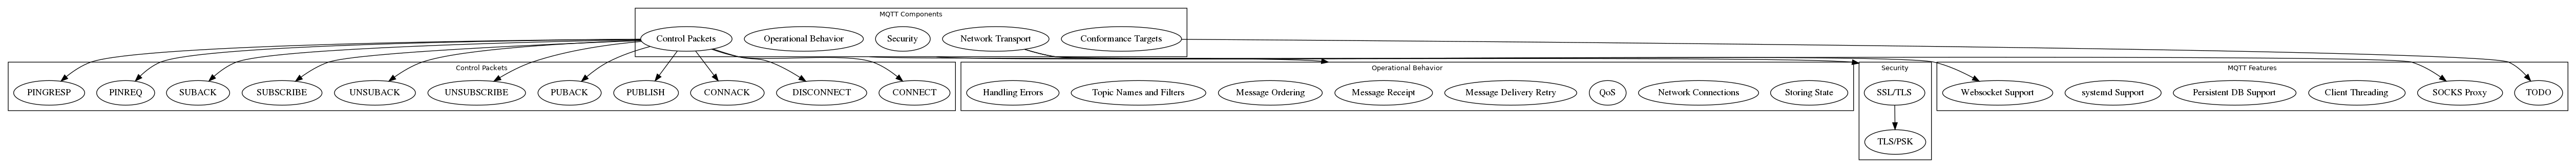 MQTT Components
Control Packets
Operational Behavior
Security
Network Transport
Conformance Targets
Control Packets
PINGRESP
PINREQ
SUBACK
SUBSCRIBE
UNSUBACK
UNSUBSCRIBE
PUBACK
PUBLISH
CONNACK
DISCONNECT
CONNECT
Operational Behavior
Handling Errors
Topic Names and Filters
Message Ordering
Message Receipt
Message Delivery Retry
QoS
Network Connections
Storing State
Security
SSL/TLS
TLS/PSK
MQTT Features
Websocket Support
systemd Support
Persistent DB Support
Client Threading
SOCKS Proxy
TODO